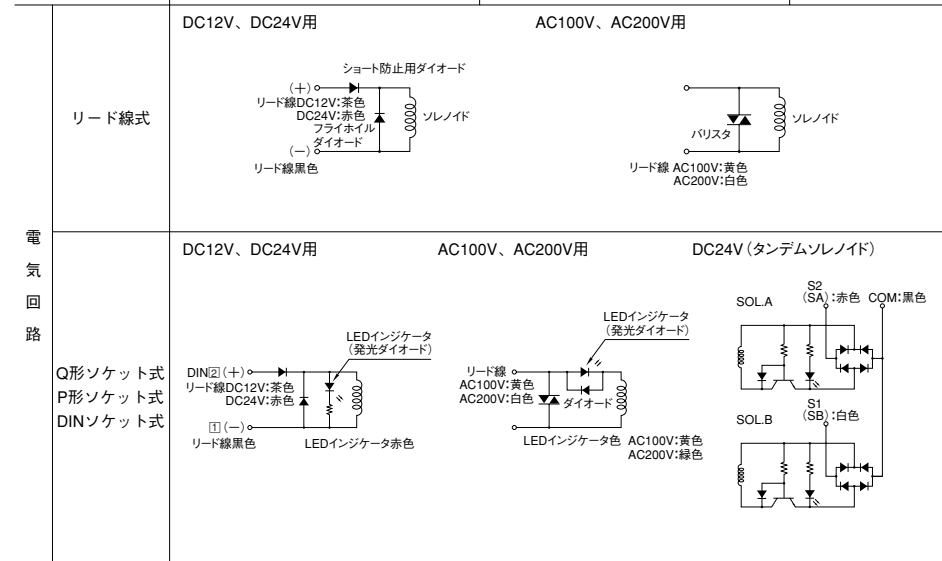 電気回路
リード線式
DC12V、DC24V用
ショート防止用ダイオード
(+)
リード線DC12V:茶色
DC24V:赤色
フライホイル
ダイオード
ソレノイド
(−)
リード線黒色
AC100V、AC200V用
バリスタ
ソレノイド
リード線 AC100V:黄色
AC200V:白色
Q形ソケット式
P形ソケット式
DINソケット式
DC12V、DC24V用
LEDインジケータ
(発光ダイオード)
DIN2(+)
リード線DC12V:茶色
DC24V:赤色
1(−)
リード線黒色
LEDインジケータ赤色
AC100V、AC200V用
LEDインジケータ
(発光ダイオード)
リード線
AC100V:黄色
AC200V:白色
ダイオード
LEDインジケータ色 AC100V:黄色
AC200V:緑色
DC24V(タンデムソレノイド)
SOL.A
S2
(SA):赤色 COM:黒色
SOL.B
S1
(SB):白色